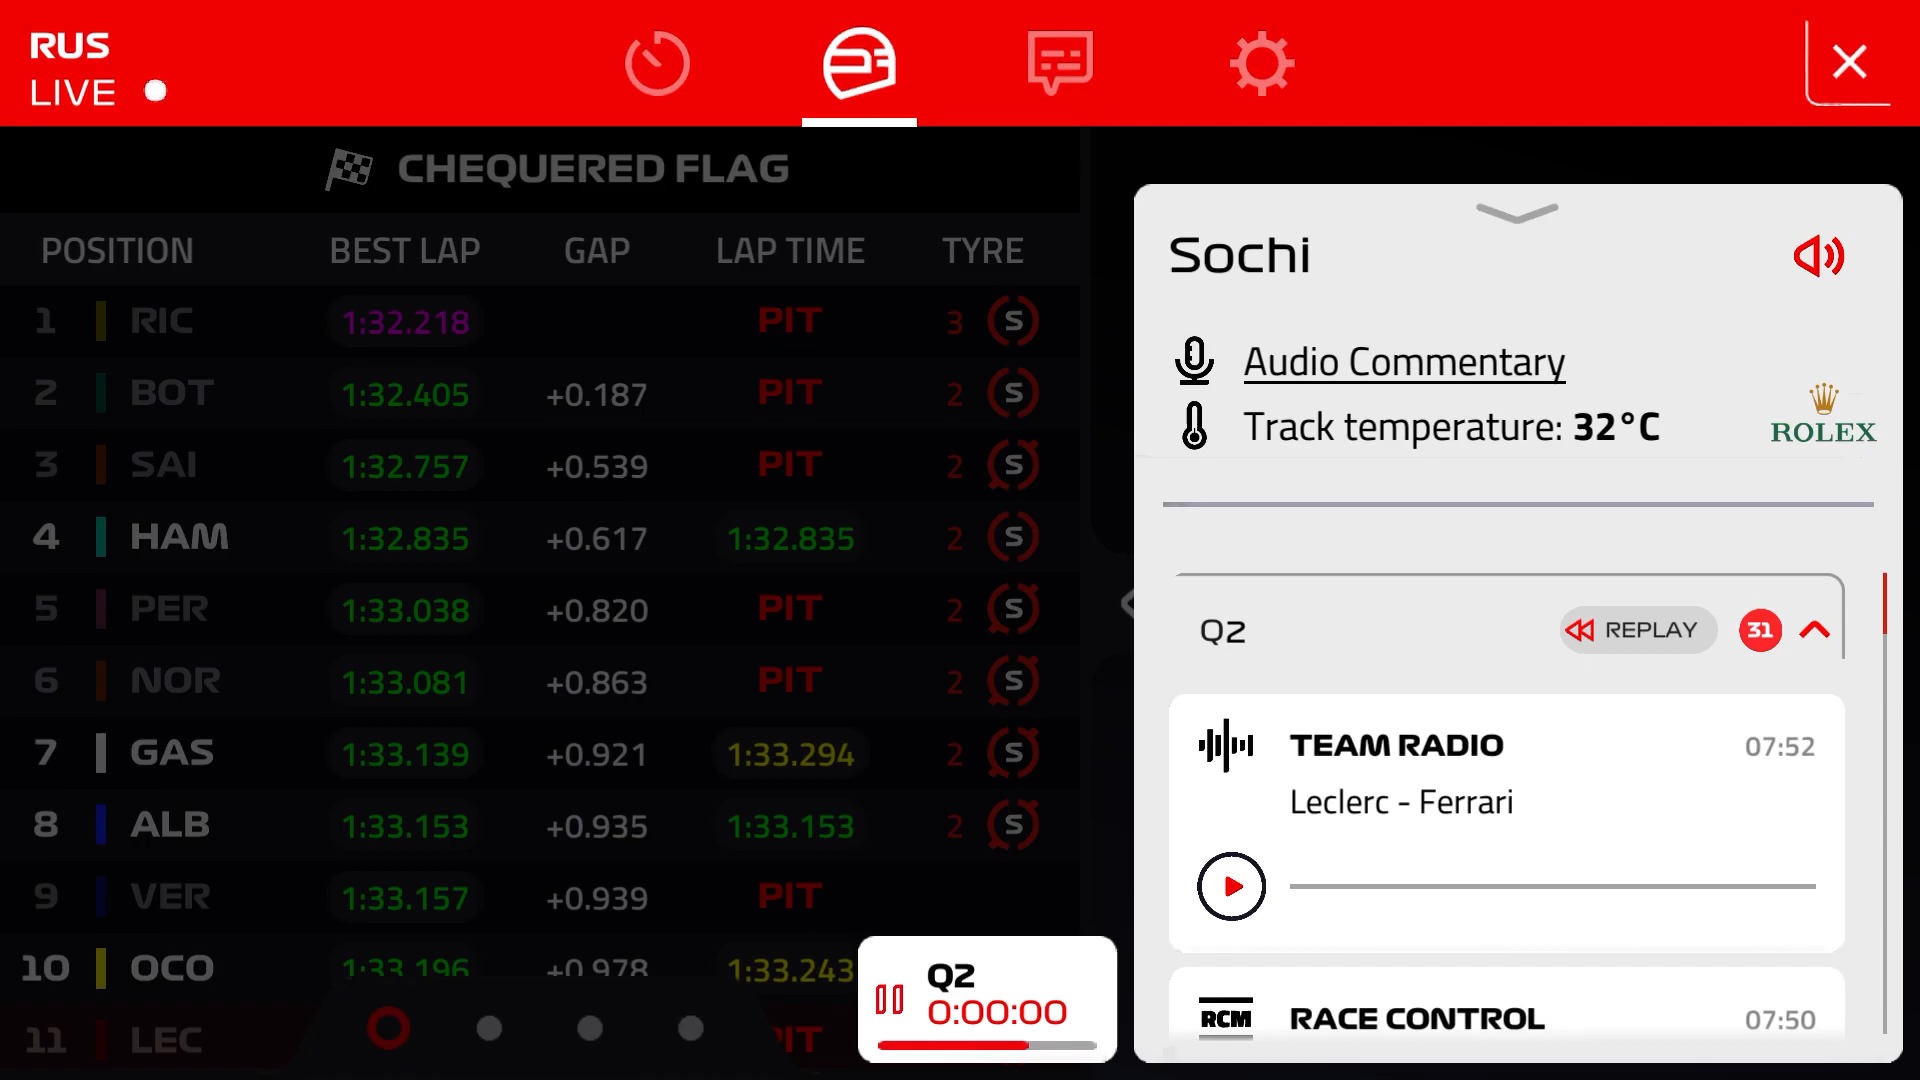 RUS
LIVE
CHEQUERED FLAG
POSITION BEST LAP GAP LAP TIME TYRE
1 RIC 1:32.218 PIT 3 S
2 BOT 1:32.405 +0.187 PIT 2 S
3 SAI 1:32.757 +0.539 PIT 2 S
4 HAM 1:32.835 +0.617 1:32.835 2 S
5 PER 1:33.038 +0.820 PIT 2 S
6 NOR 1:33.081 +0.863 PIT 2 S
7 GAS 1:33.139 +0.921 1:33.294 2 S
8 ALB 1:33.153 +0.935 1:33.153 2 S
9 VER 1:33.157 +0.939 PIT
10 OCO 1:33.196 +0.978 1:33.243
11 LEC PIT
Q2
0:00:00
Sochi
Audio Commentary
Track temperature: 32°C
ROLEX
Q2 REPLAY 31
TEAM RADIO 07:52
Leclerc - Ferrari
RCM RACE CONTROL 07:50